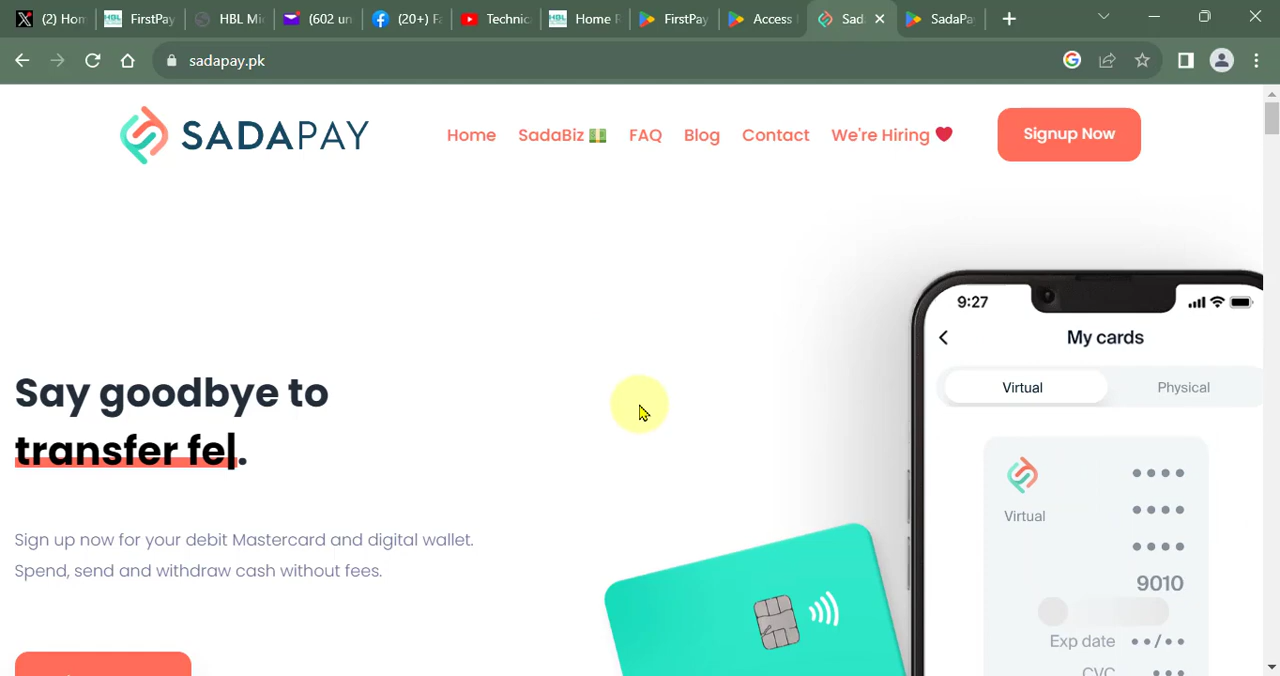 (2) Hom
FirstPay
HBL Mi
(602 un
(20+) Fa
Technic
Home P
FirstPay
Access
Sad
SadaPa
sadapay.pk
SADAPAY
Home
SadaBiz
FAQ
Blog
Contact
We're Hiring
Signup Now
9:27
My cards
Virtual
Physical
Say goodbye to
transfer fe.
Virtual
9010
Exp date
CVC
Sign up now for your debit Mastercard and digital wallet.
Spend, send and withdraw cash without fees.